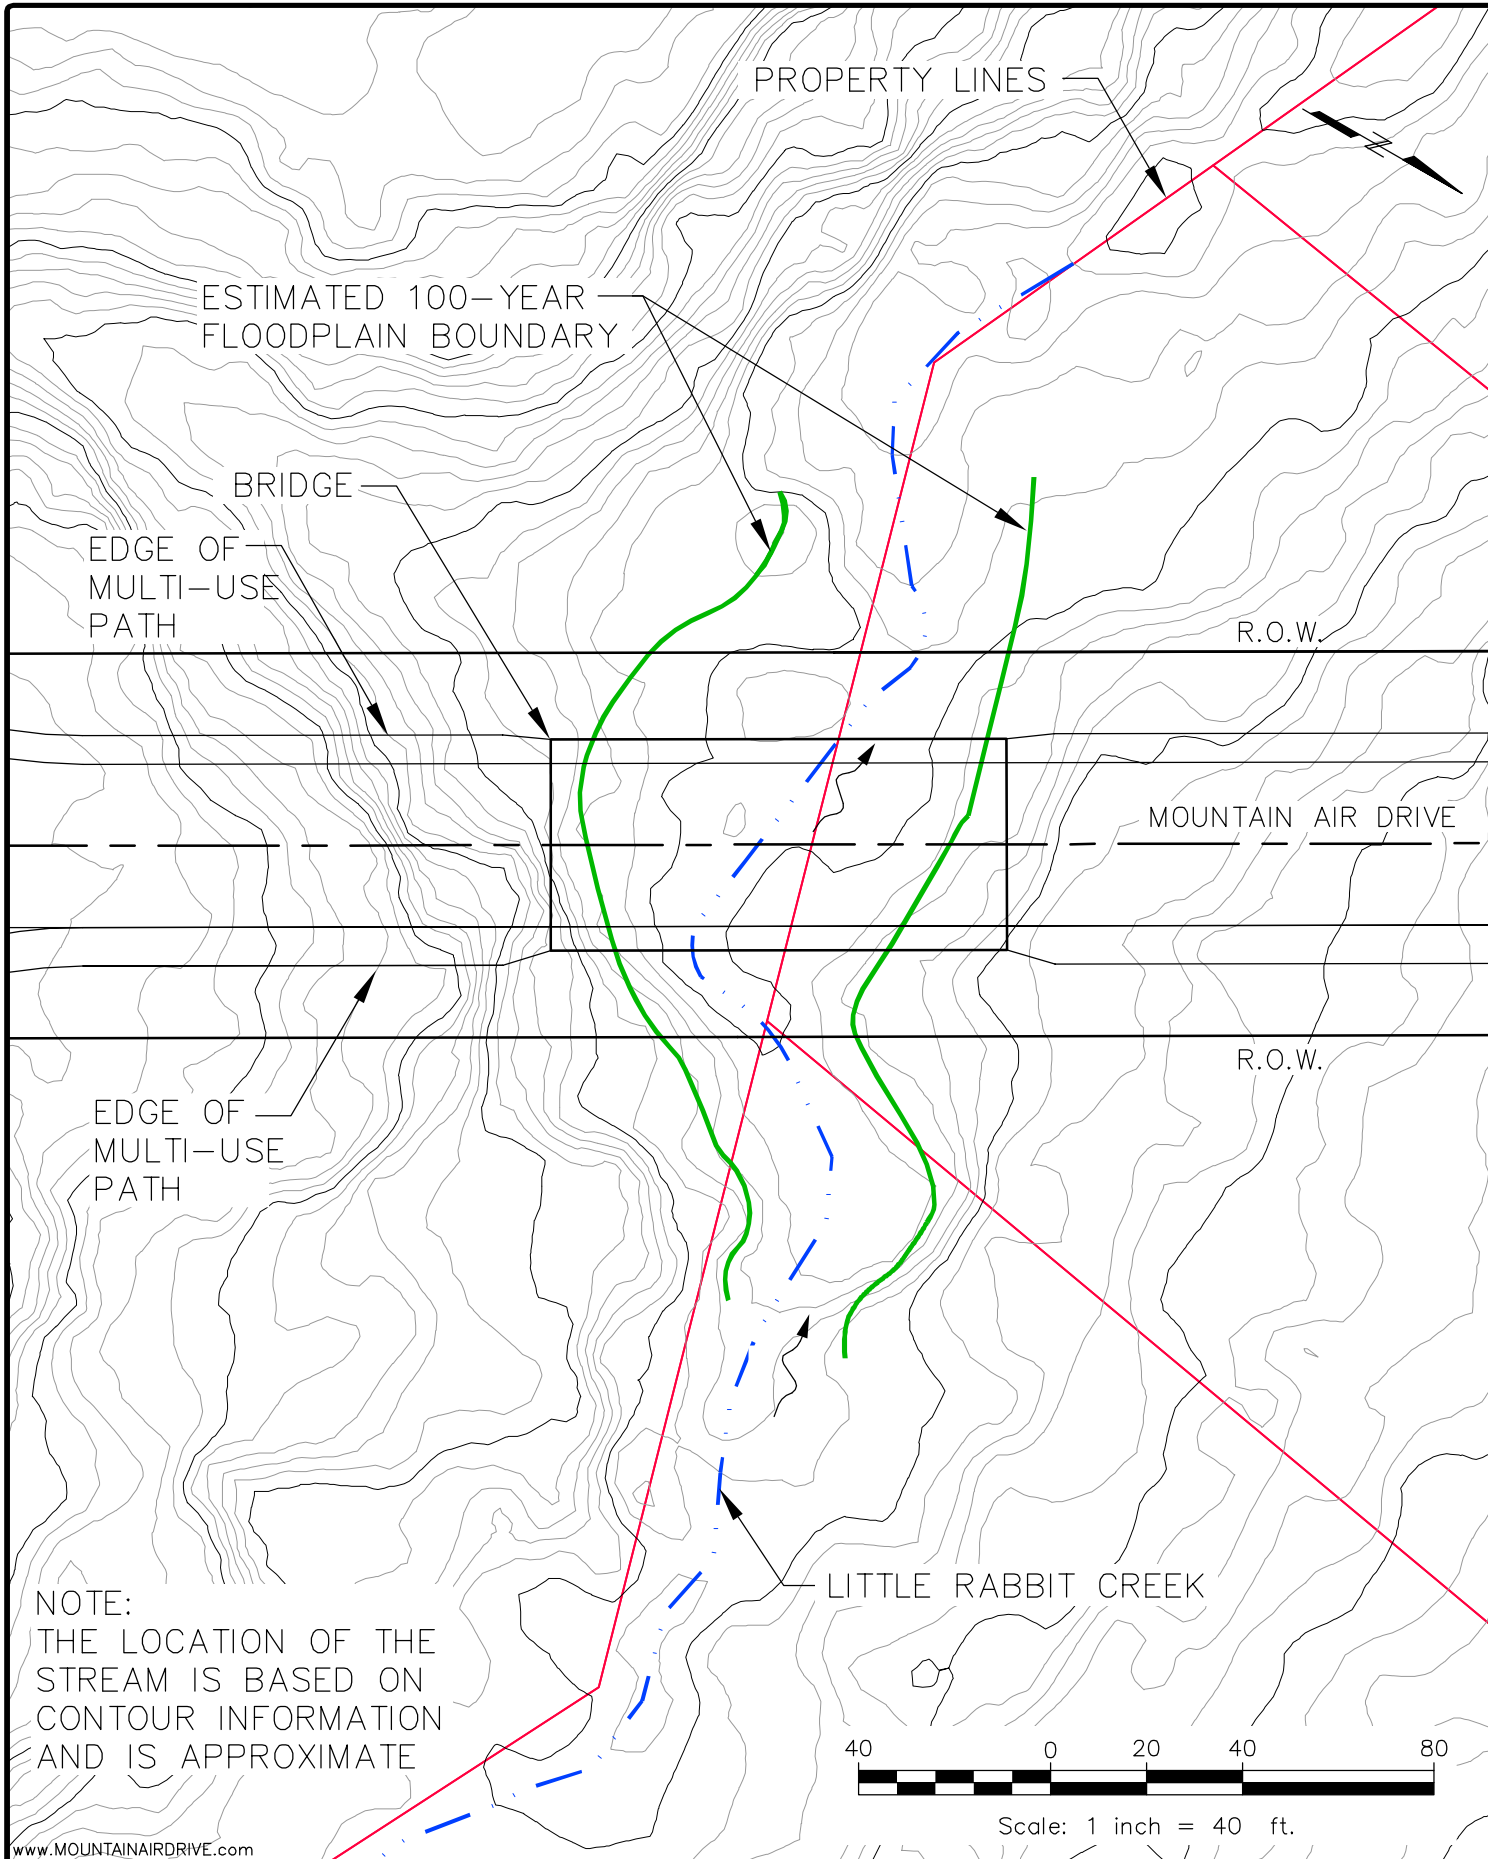 PROPERTY LINES
ESTIMATED 100-YEAR
FLOODPLAIN BOUNDARY
BRIDGE
EDGE OF
MULTI-USE
PATH
R.O.W.
MOUNTAIN AIR DRIVE
R.O.W.
EDGE OF
MULTI-USE
PATH
LITTLE RABBIT CREEK
NOTE:
THE LOCATION OF THE
STREAM IS BASED ON
CONTOUR INFORMATION
AND IS APPROXIMATE
40 0 20 40 80
Scale: 1 inch = 40 ft.
www.MOUNTAINAIRDRIVE.com
N